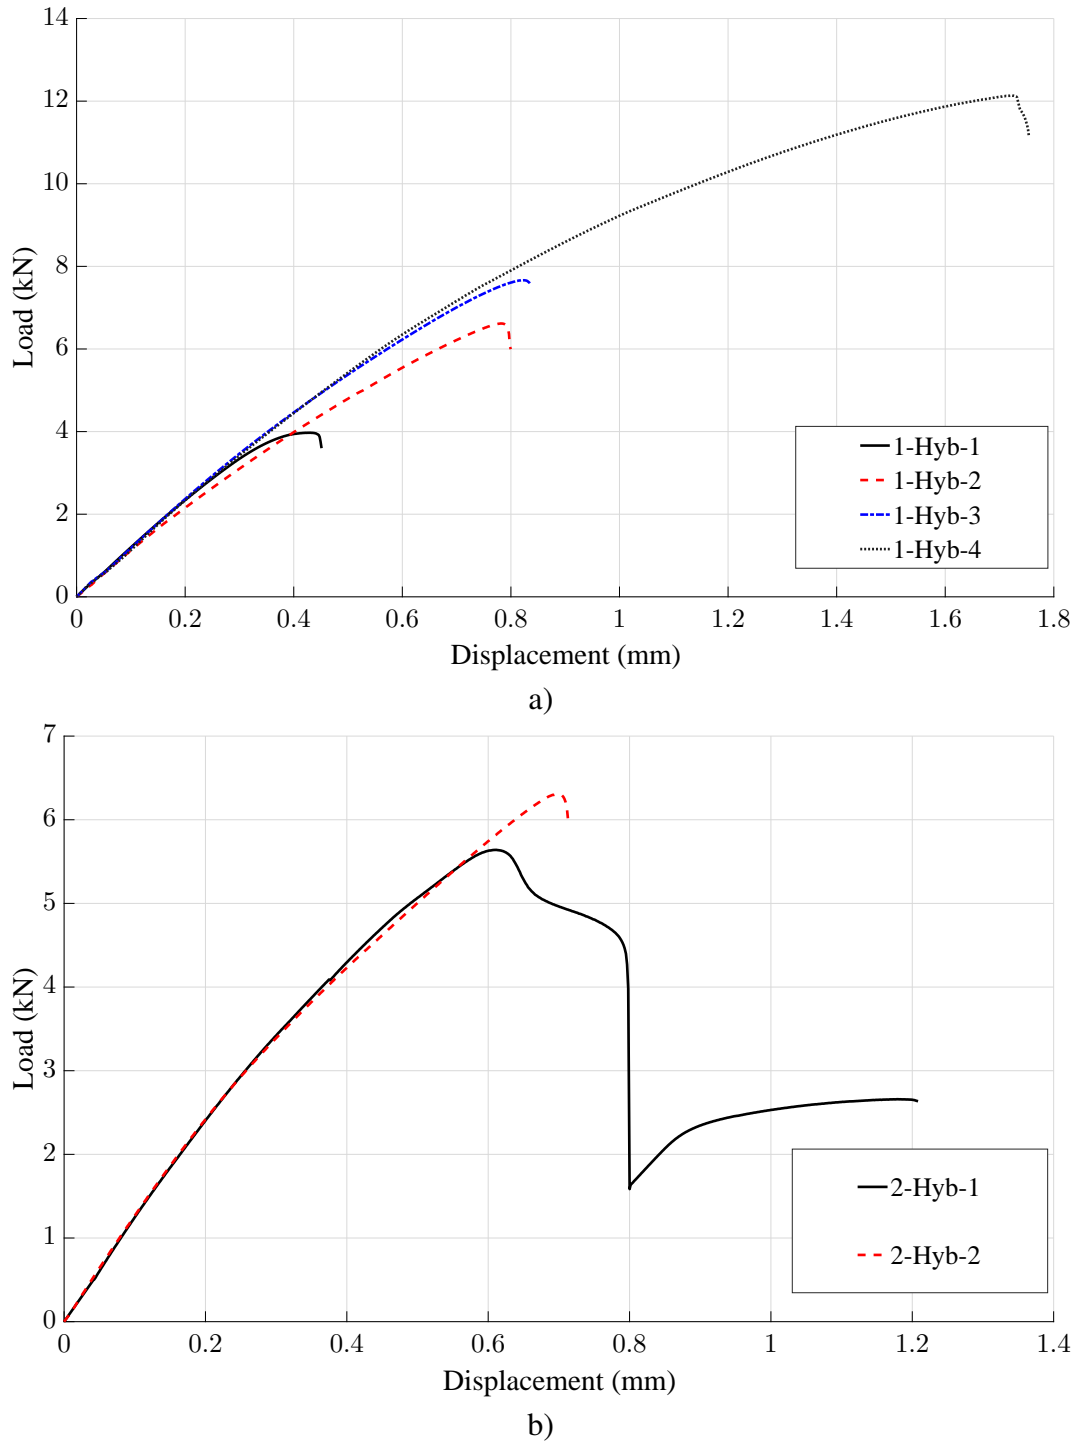 14
12
10
8
6
4
2
0
Load (kN)
0 0.2 0.4 0.6 0.8 1 1.2 1.4 1.6 1.8
Displacement (mm)
1-Hyb-1
1-Hyb-2
1-Hyb-3
1-Hyb-4
a)
7
6
5
4
3
2
1
0
Load (kN)
0 0.2 0.4 0.6 0.8 1 1.2 1.4
Displacement (mm)
2-Hyb-1
2-Hyb-2
b)